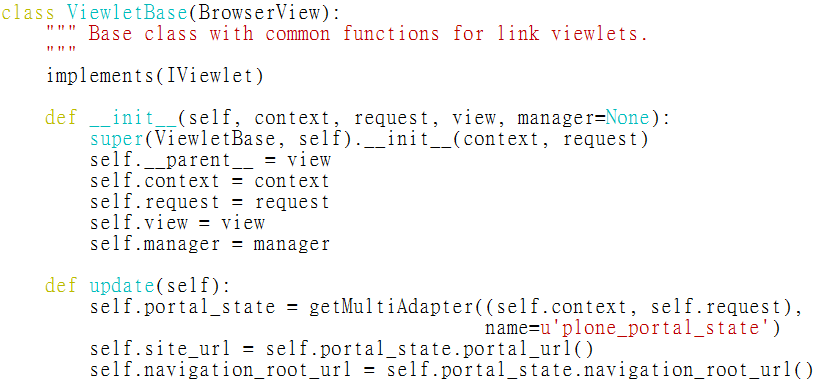 class ViewletBase(BrowserView):
    """ Base class with common functions for link viewlets.
    """
    implements(IViewlet)

    def __init__(self, context, request, view, manager=None):
        super(ViewletBase, self).__init__(context, request)
        self.__parent__ = view
        self.context = context
        self.request = request
        self.view = view
        self.manager = manager

    def update(self):
        self.portal_state = getMultiAdapter((self.context, self.request),
                                            name=u'plone_portal_state')
        self.site_url = self.portal_state.portal_url()
        self.navigation_root_url = self.portal_state.navigation_root_url()